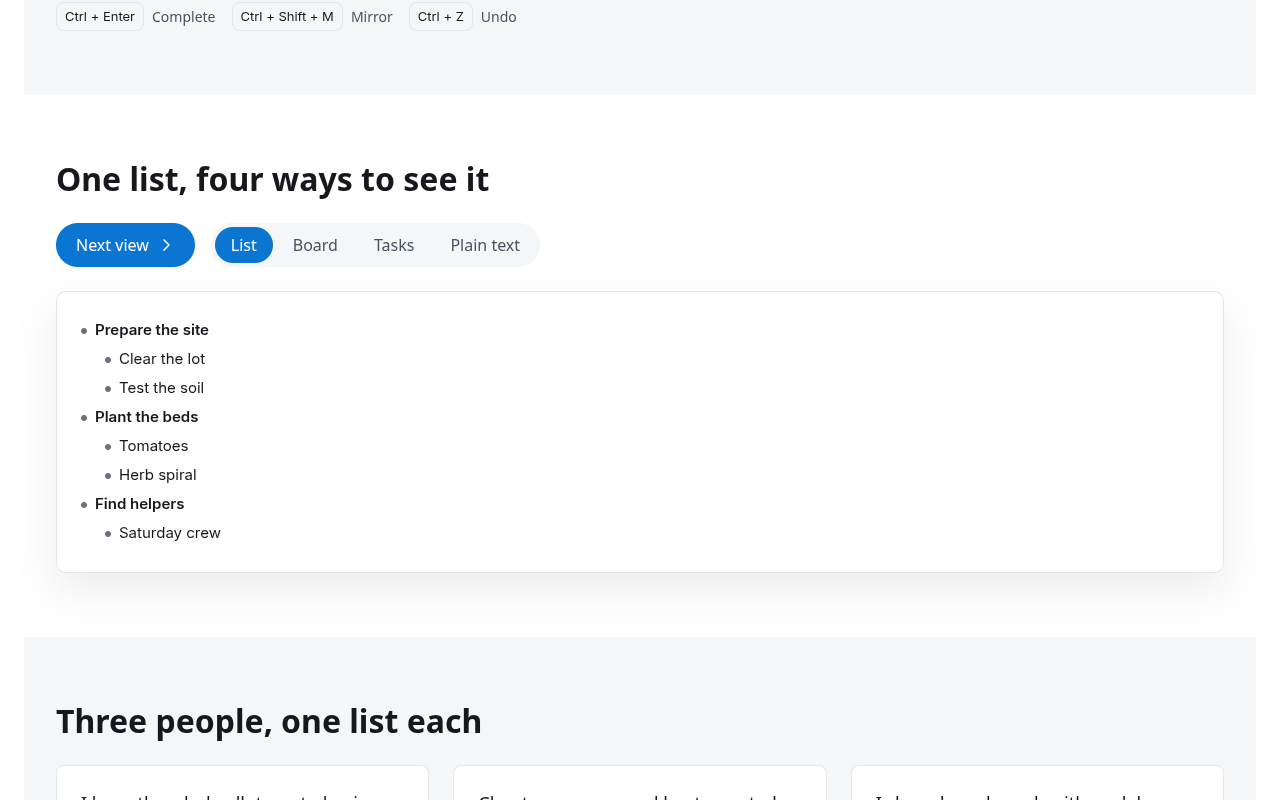 Ctrl + Enter Complete Ctrl + Shift + M Mirror Ctrl + Z Undo
One list, four ways to see it
Next view List Board Tasks Plain text
Prepare the site
Clear the lot
Test the soil
Plant the beds
Tomatoes
Herb spiral
Find helpers
Saturday crew
Three people, one list each